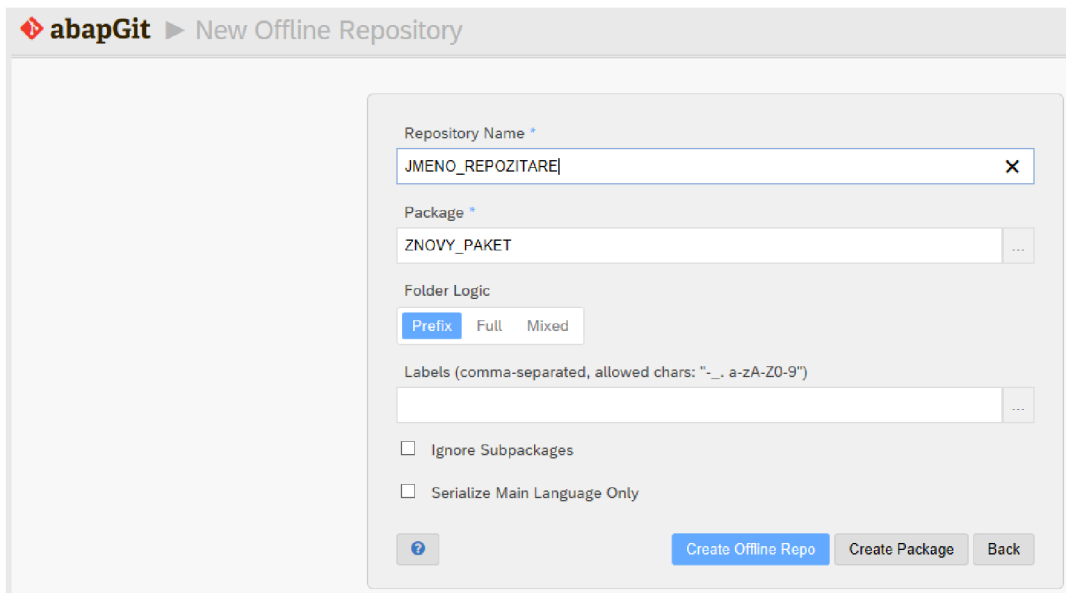 abapGit ▶ New Offline Repository
Repository Name *
JMENO_REPOZITARE
Package *
ZNOVY_PAKET
...
Folder Logic
Prefix Full Mixed
Labels (comma-separated, allowed chars: "-_. a-zA-Z0-9")
...
Ignore Subpackages
Serialize Main Language Only
? Create Offline Repo Create Package Back